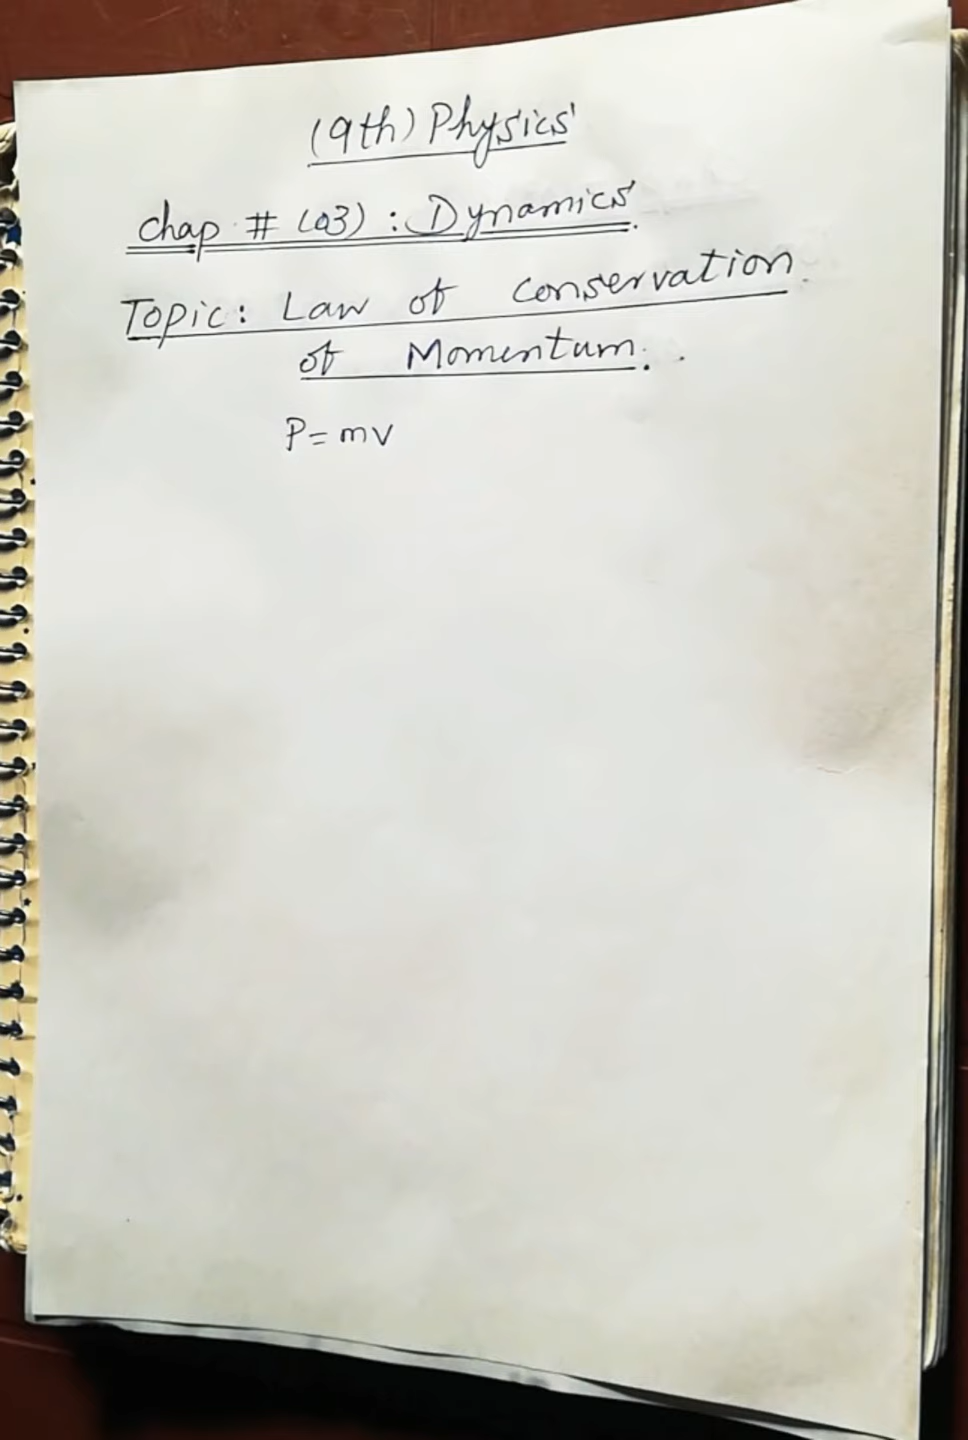 (9th) Physics
Chap # (03) : Dynamics.
Topic: Law of Conservation.
of Momentum.
P = mv